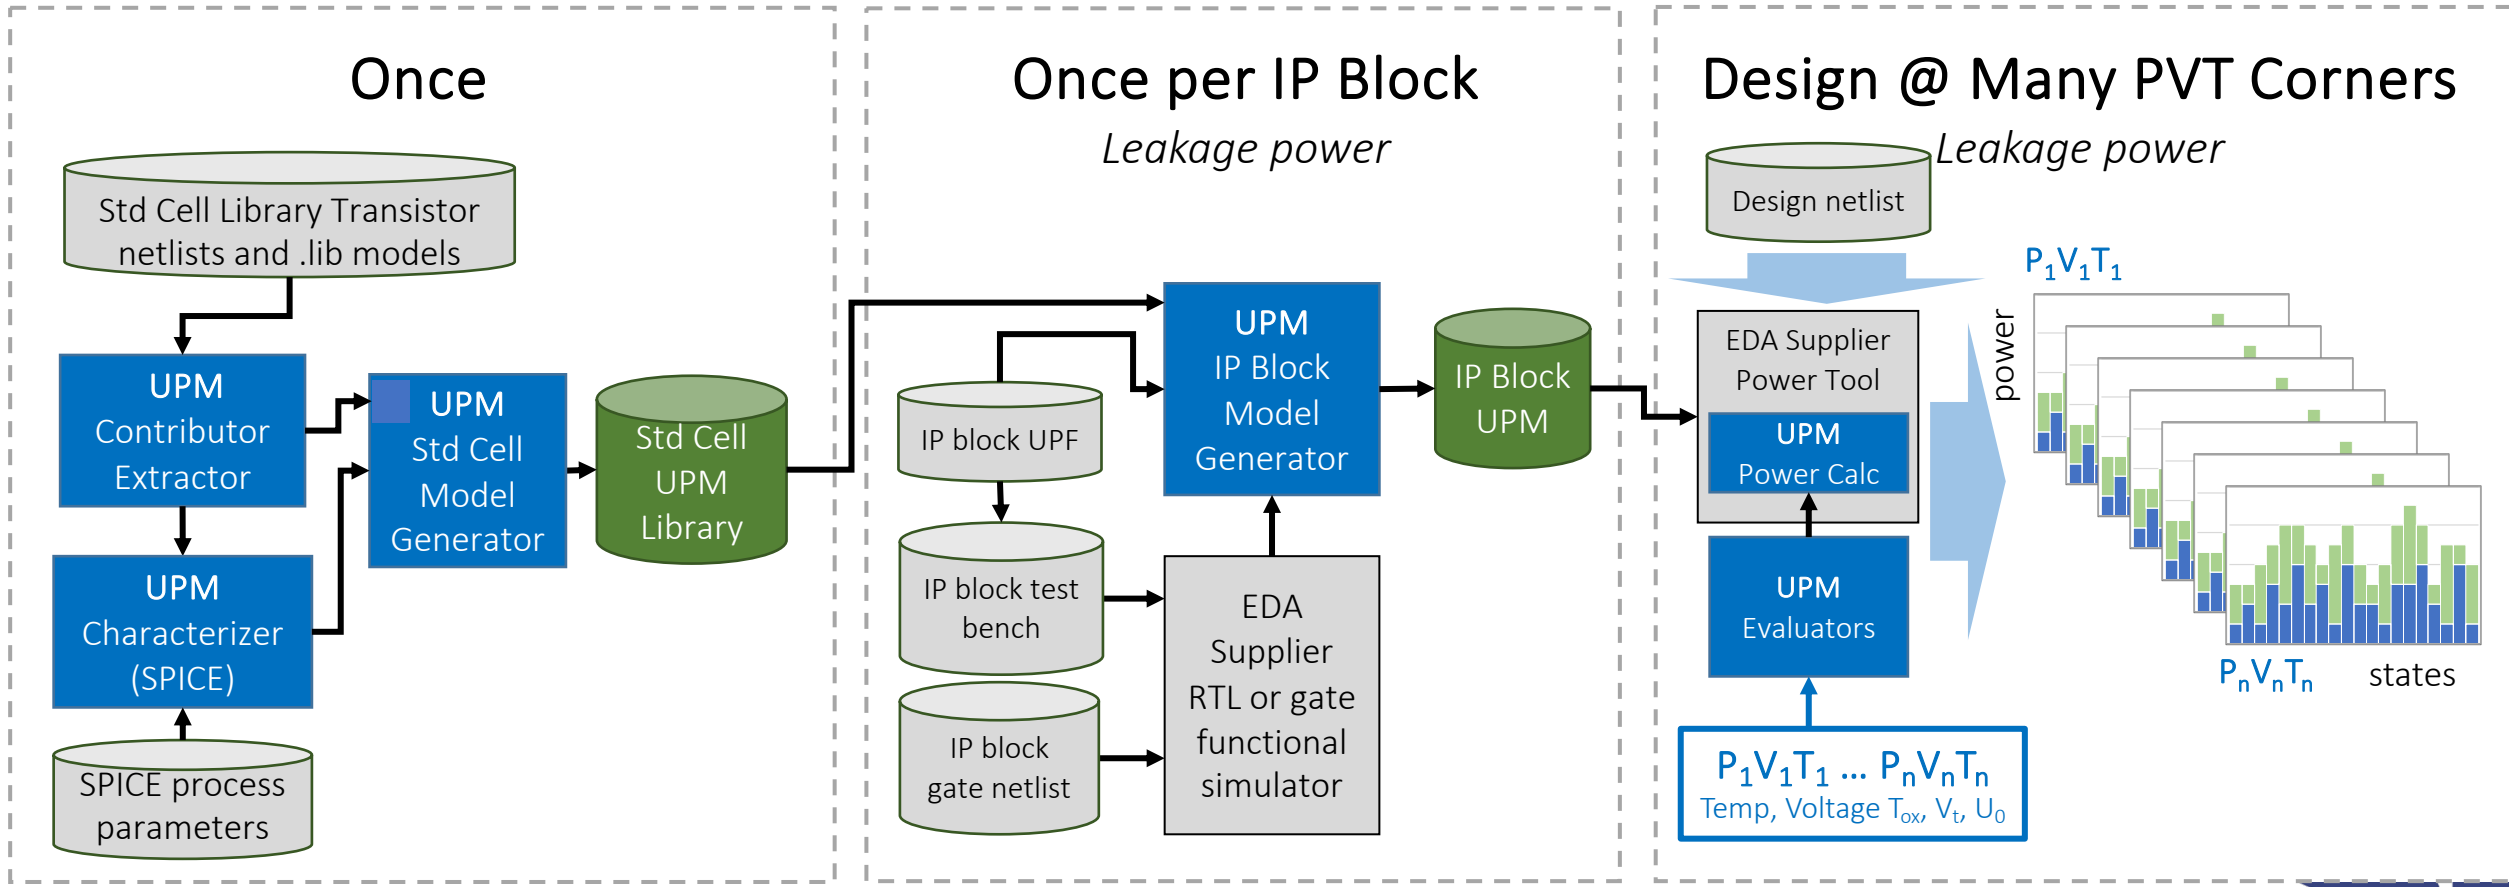 Once
Std Cell Library Transistor
netlists and .lib models
UPM
Contributor
Extractor
UPM
Characterizer
(SPICE)
SPICE process
parameters
UPM
Std Cell
Model
Generator
Std Cell
UPM
Library
Once per IP Block
Leakage power
IP block UPF
IP block test
bench
IP block
gate netlist
UPM
IP Block
Model
Generator
EDA
Supplier
RTL or gate
functional
simulator
IP Block
UPM
Design @ Many PVT Corners
Leakage power
Design netlist
EDA Supplier
Power Tool
UPM
Power Calc
UPM
Evaluators
P₁V₁T₁ ... PₙVₙTₙ
Temp, Voltage Tₒₓ, Vₜ, U₀
P₁V₁T₁
power
PₙVₙTₙ
states